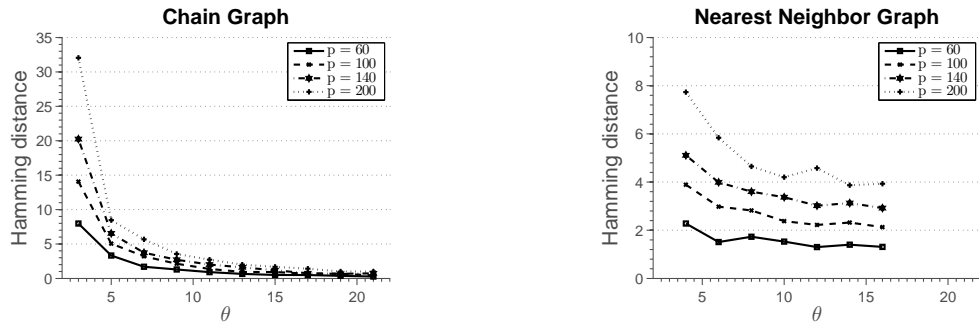 Chain Graph
Hamming distance
35
30
25
20
15
10
5
0
5
10
15
20
θ
p = 60
p = 100
p = 140
p = 200
Nearest Neighbor Graph
Hamming distance
10
8
6
4
2
0
5
10
15
20
θ
p = 60
p = 100
p = 140
p = 200